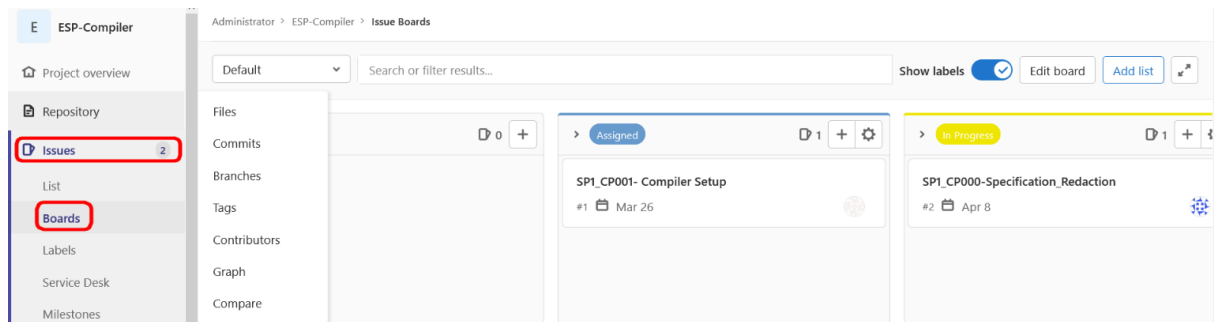 E ESP-Compiler
Project overview
Repository
Issues 2
List
Boards
Labels
Service Desk
Milestones
Administrator > ESP-Compiler > Issue Boards
Default
Search or filter results...
Show labels
Edit board
Add list
Files
Commits
Branches
Tags
Contributors
Graph
Compare
0 +
> Assigned 1 +
SP1_CP001- Compiler Setup
#1 Mar 26
> In Progress 1 +
SP1_CP000-Specification_Redaction
#2 Apr 8